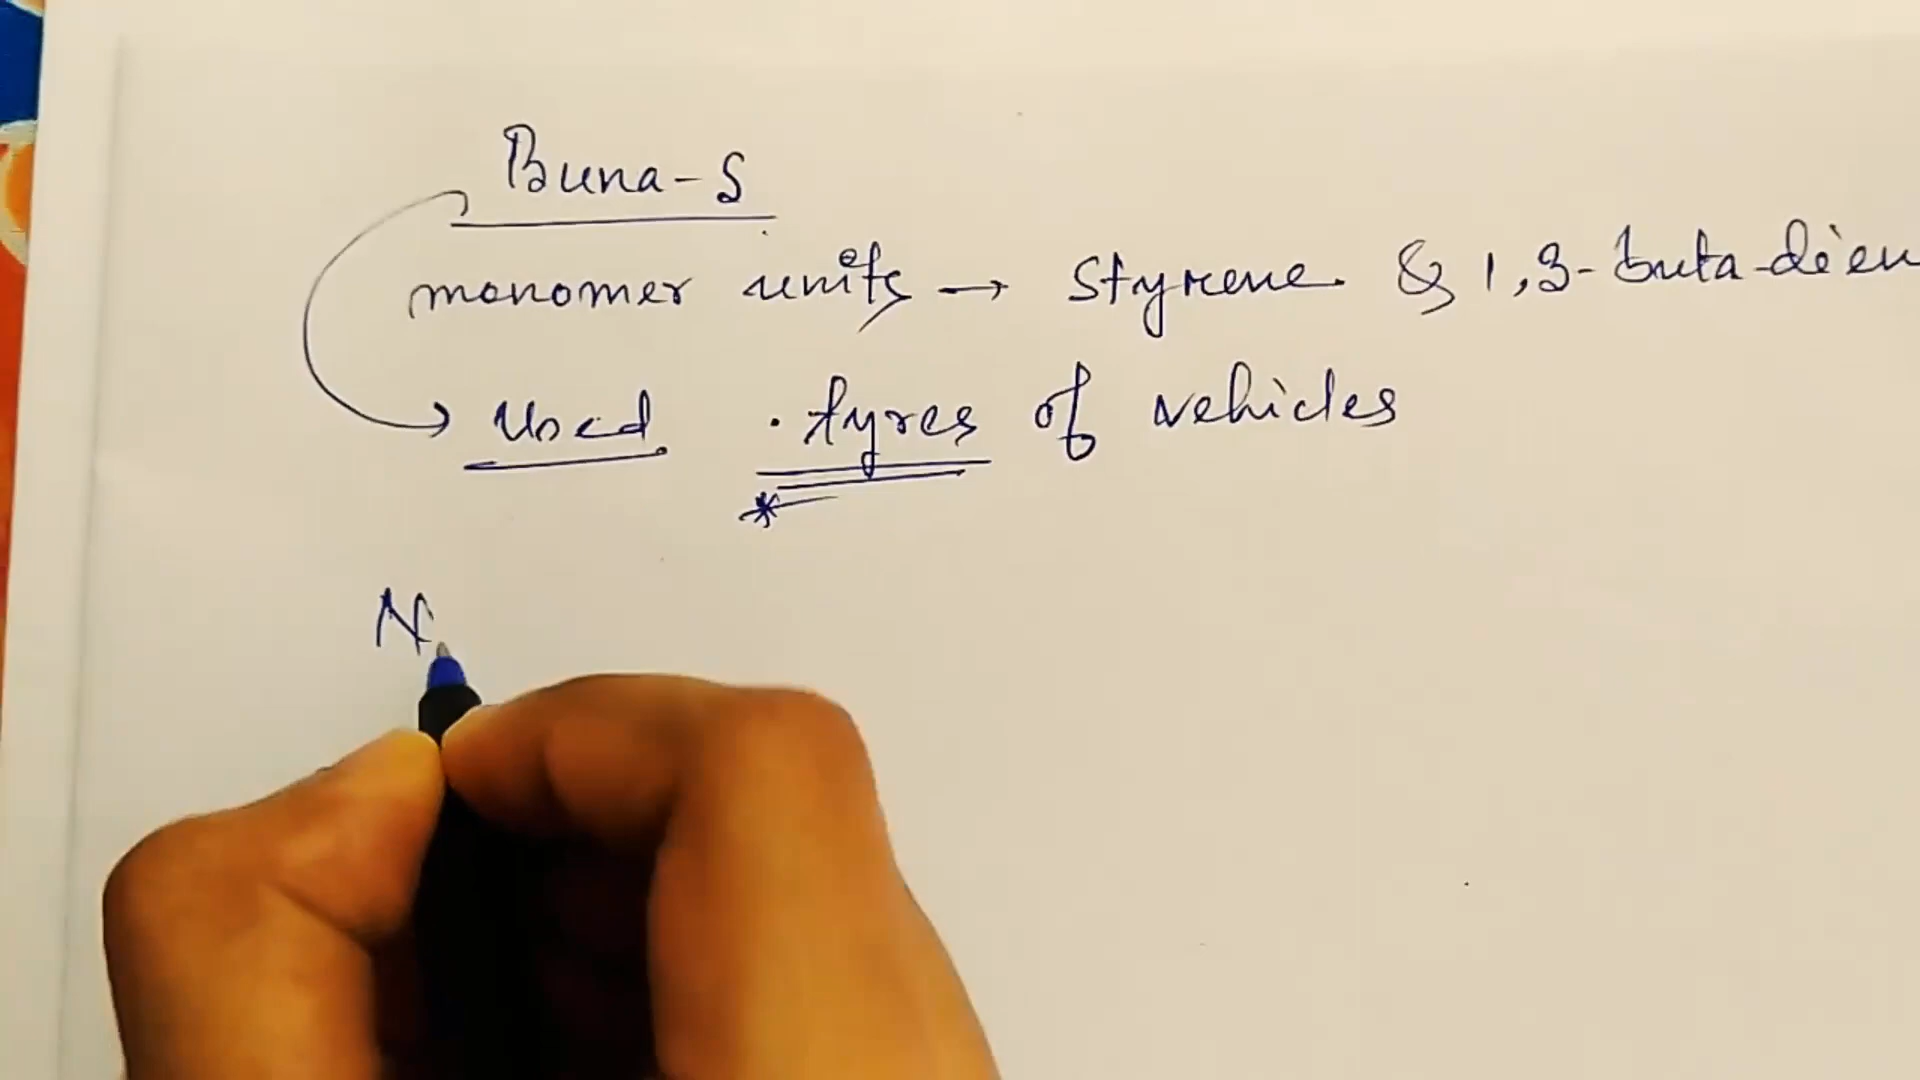 Buna-S
monomer units → Styrene & 1,3-buta-dien
Used . tyres of vehicles
*
N